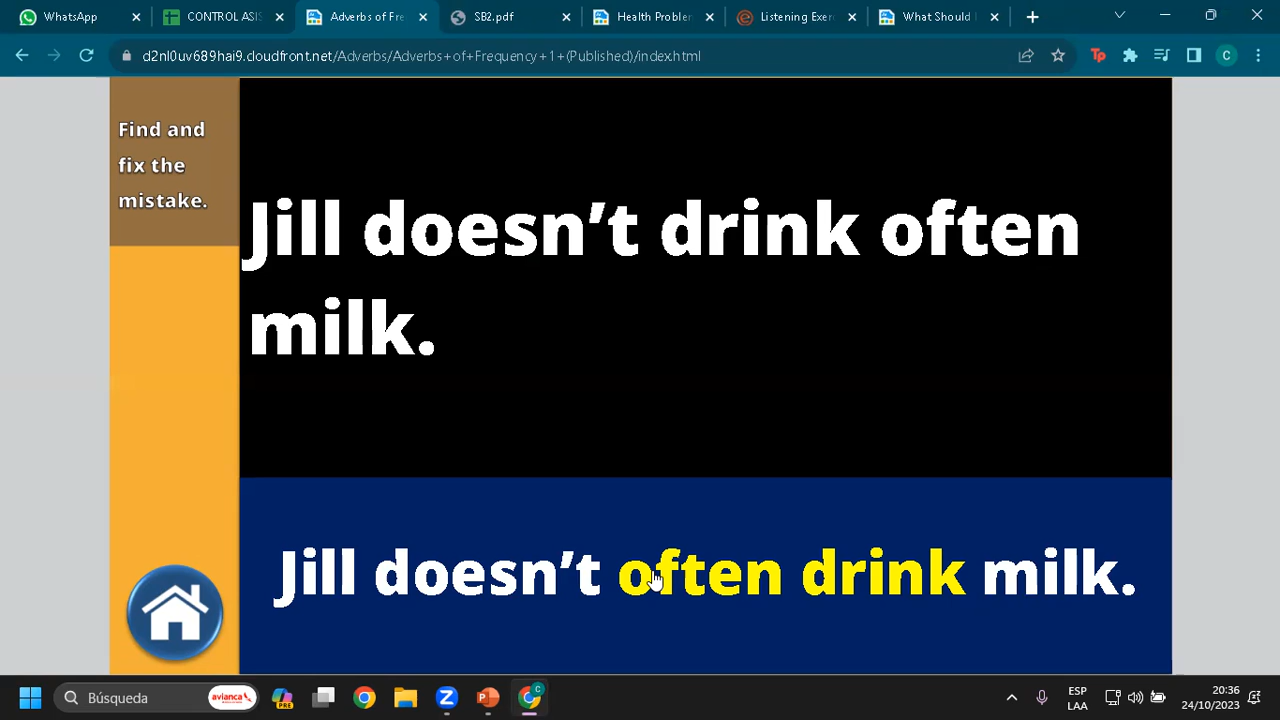 WhatsApp
CONTROL ASIS
Adverbs of Fre
SB2.pdf
Health Problem
Listening Exer
What Should
d2nl0uv689hai9.cloudfront.net/Adverbs/Adverbs+of+Frequency+1+(Published)/index.html
Find and
fix the
mistake.
Jill doesn’t drink often
milk.
Jill doesn’t often drink milk.
Búsqueda
avianca
PRE
ESP
LAA
20:36
24/10/2023